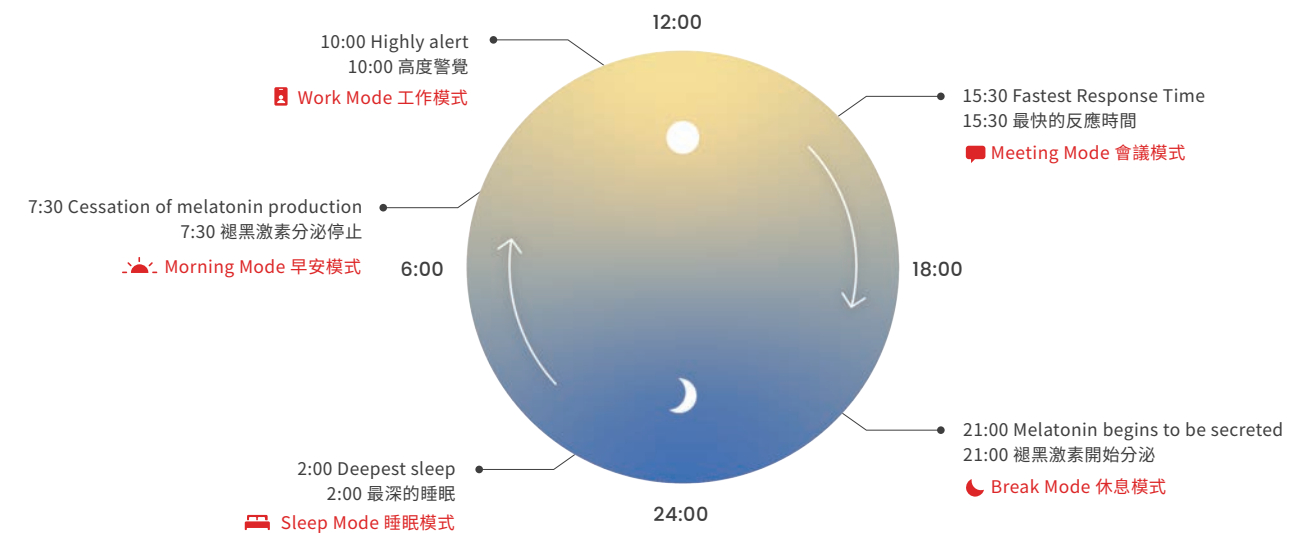 12:00
10:00 Highly alert
10:00 高度警覺
Work Mode 工作模式
15:30 Fastest Response Time
15:30 最快的反應時間
Meeting Mode 會議模式
7:30 Cessation of melatonin production
7:30 褪黑激素分泌停止
Morning Mode 早安模式
6:00
18:00
21:00 Melatonin begins to be secreted
21:00 褪黑激素開始分泌
Break Mode 休息模式
2:00 Deepest sleep
2:00 最深的睡眠
Sleep Mode 睡眠模式
24:00